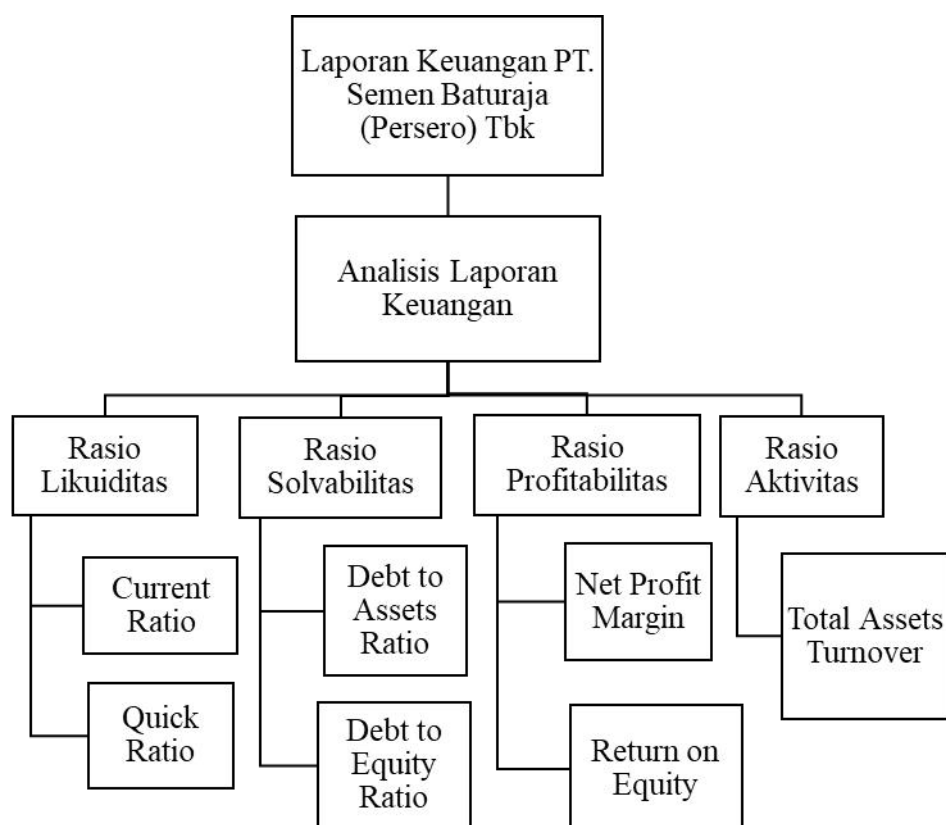 Laporan Keuangan PT.
Semen Baturaja
(Persero) Tbk
Analisis Laporan
Keuangan
Rasio
Likuiditas
Rasio
Solvabilitas
Rasio
Profitabilitas
Rasio
Aktivitas
Current
Ratio
Quick
Ratio
Debt to
Assets
Ratio
Debt to
Equity
Ratio
Net Profit
Margin
Return on
Equity
Total Assets
Turnover